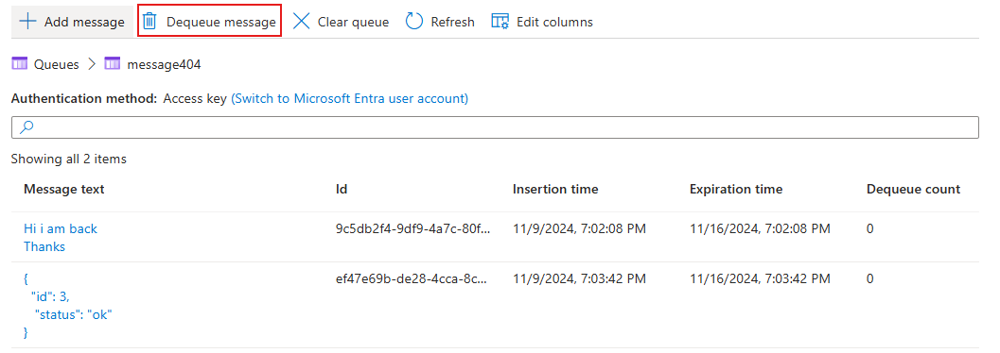 Add message Dequeue message Clear queue Refresh Edit columns
Queues message404
Authentication method: Access key (Switch to Microsoft Entra user account)
Showing all 2 items
Message text Id Insertion time Expiration time Dequeue count
Hi i am back 9c5db2f4-9df9-4a7c-80f... 11/9/2024, 7:02:08 PM 11/16/2024, 7:02:08 PM 0
Thanks
{ ef47e69b-de28-4cca-8c... 11/9/2024, 7:03:42 PM 11/16/2024, 7:03:42 PM 0
"id": 3,
"status": "ok"
}